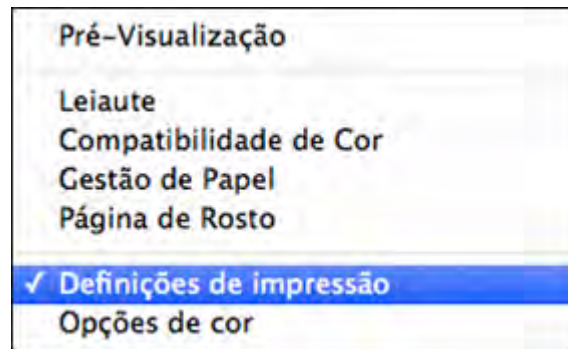 Pré-Visualização
Leiaute
Compatibilidade de Cor
Gestão de Papel
Página de Rosto
✓ Definições de impressão
Opções de cor